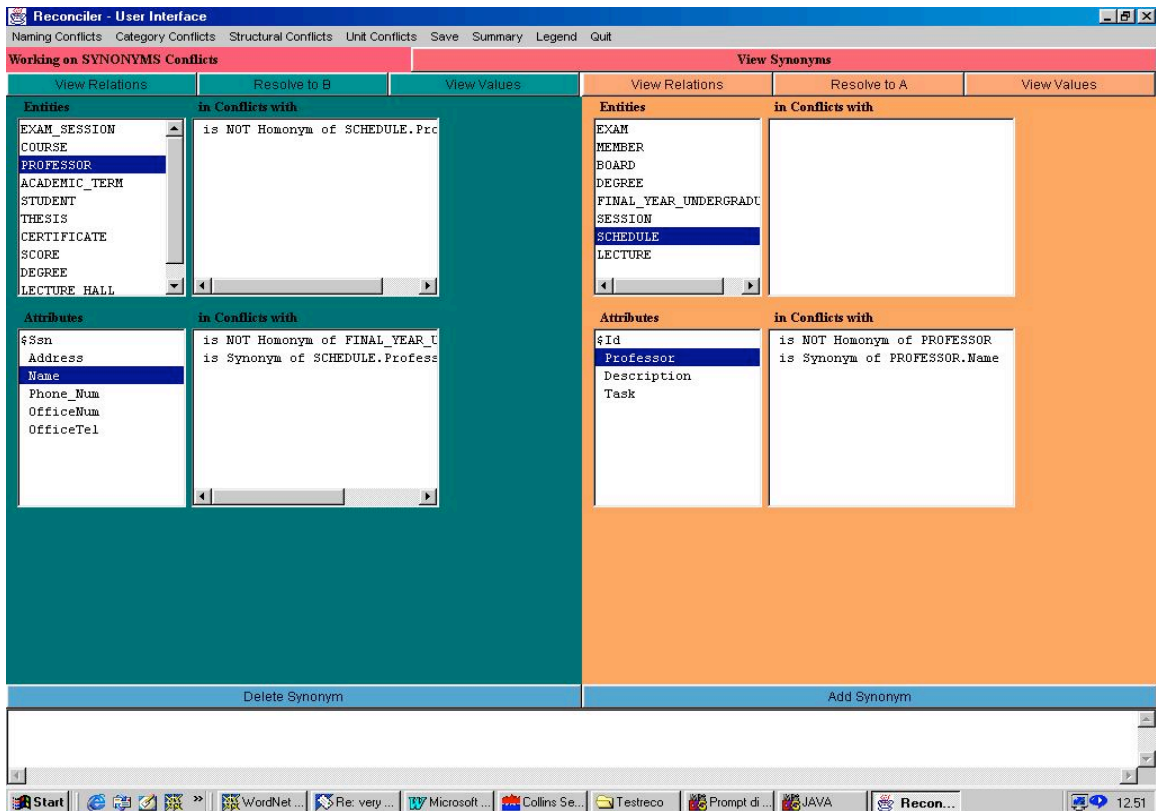 Reconciler - User Interface
Naming Conflicts Category Conflicts Structural Conflicts Unit Conflicts Save Summary Legend Quit
Working on SYNONYMS Conflicts
View Synonyms
View Relations Resolve to B View Values
Entities in Conflicts with
EXAM_SESSION
COURSE
PROFESSOR
ACADEMIC_TERM
STUDENT
THESIS
CERTIFICATE
SCORE
DEGREE
LECTURE HALL
is NOT Homonym of SCHEDULE.Prc
Attributes in Conflicts with
$Ssn
Address
Name
Phone_Num
OfficeNum
OfficeTel
is NOT Homonym of FINAL_YEAR_U
is Synonym of SCHEDULE.Profess
View Relations Resolve to A View Values
Entities in Conflicts with
EXAM
MEMBER
BOARD
DEGREE
FINAL_YEAR_UNDERGRADU
SESSION
SCHEDULE
LECTURE
Attributes in Conflicts with
$Id
Professor
Description
Task
is NOT Homonym of PROFESSOR
is Synonym of PROFESSOR.Name
Delete Synonym
Add Synonym
Start » WordNet ... Re: very ... Microsoft ... Collins Se... Testreco Prompt di ... JAVA Recon... 12.51